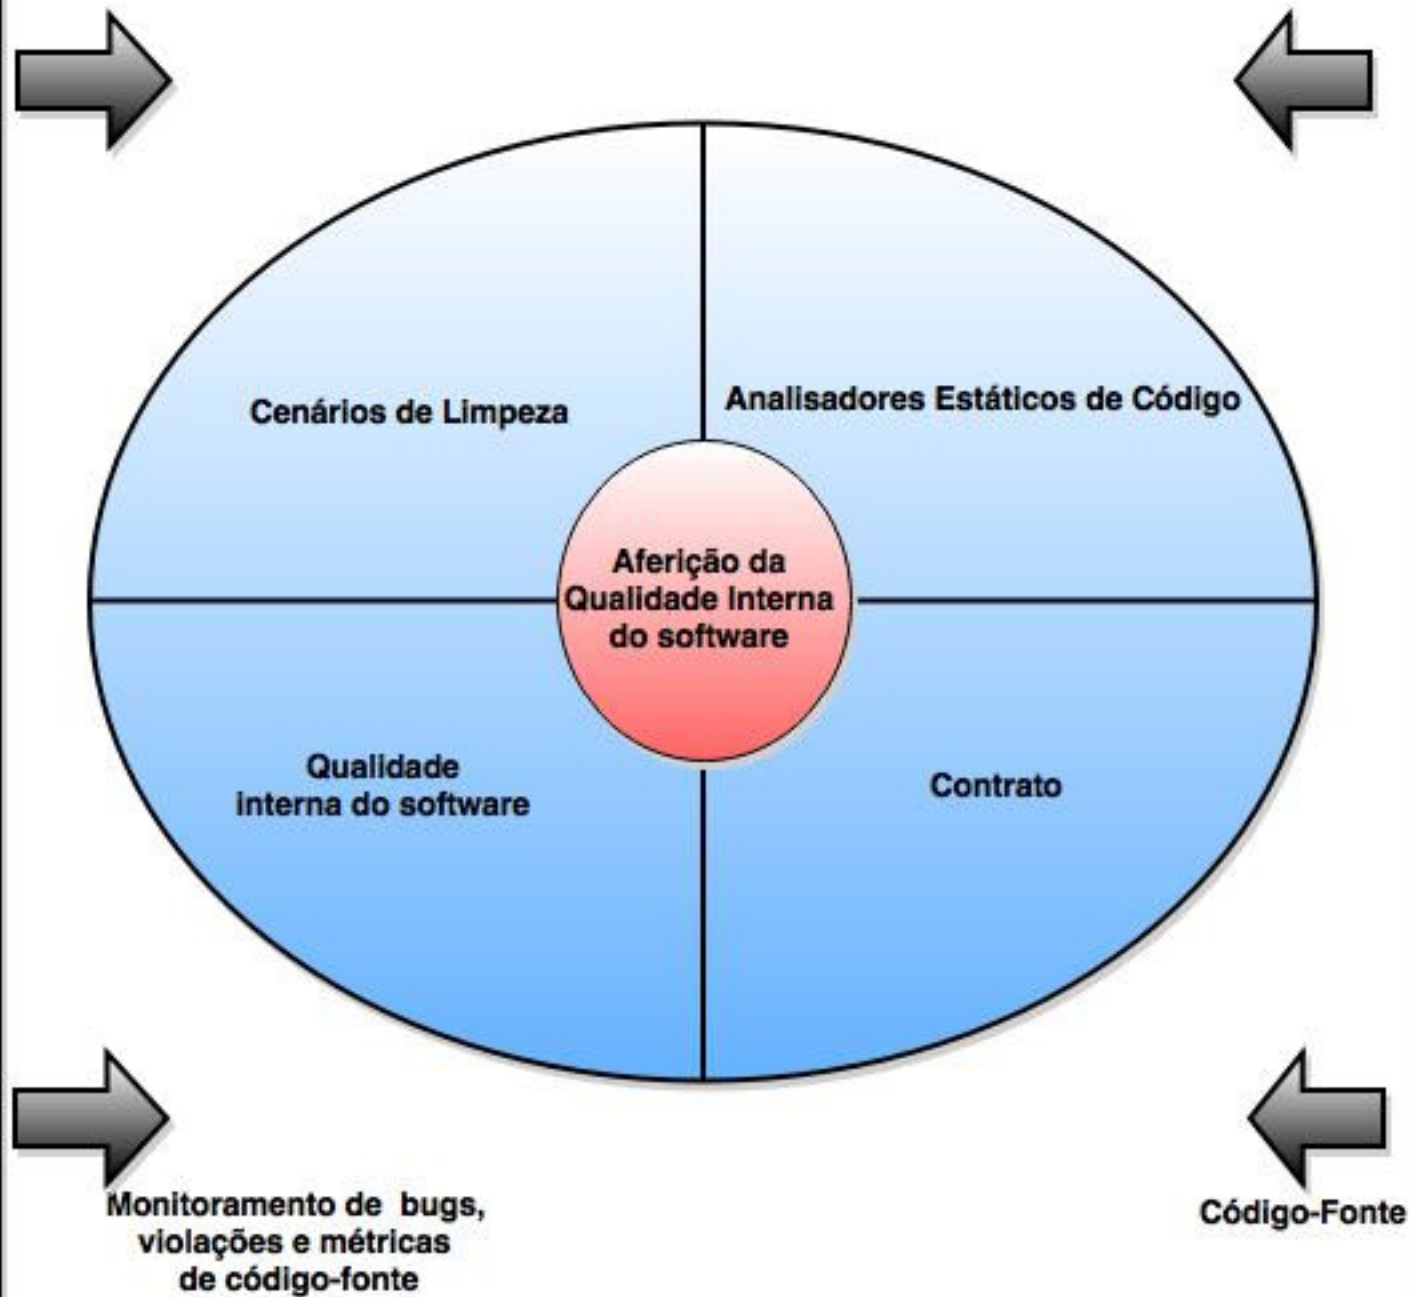 Cenários de Limpeza
Analisadores Estáticos de Código
Aferição da
Qualidade Interna
do software
Qualidade
interna do software
Contrato
Monitoramento de bugs,
violações e métricas
de código-fonte
Código-Fonte